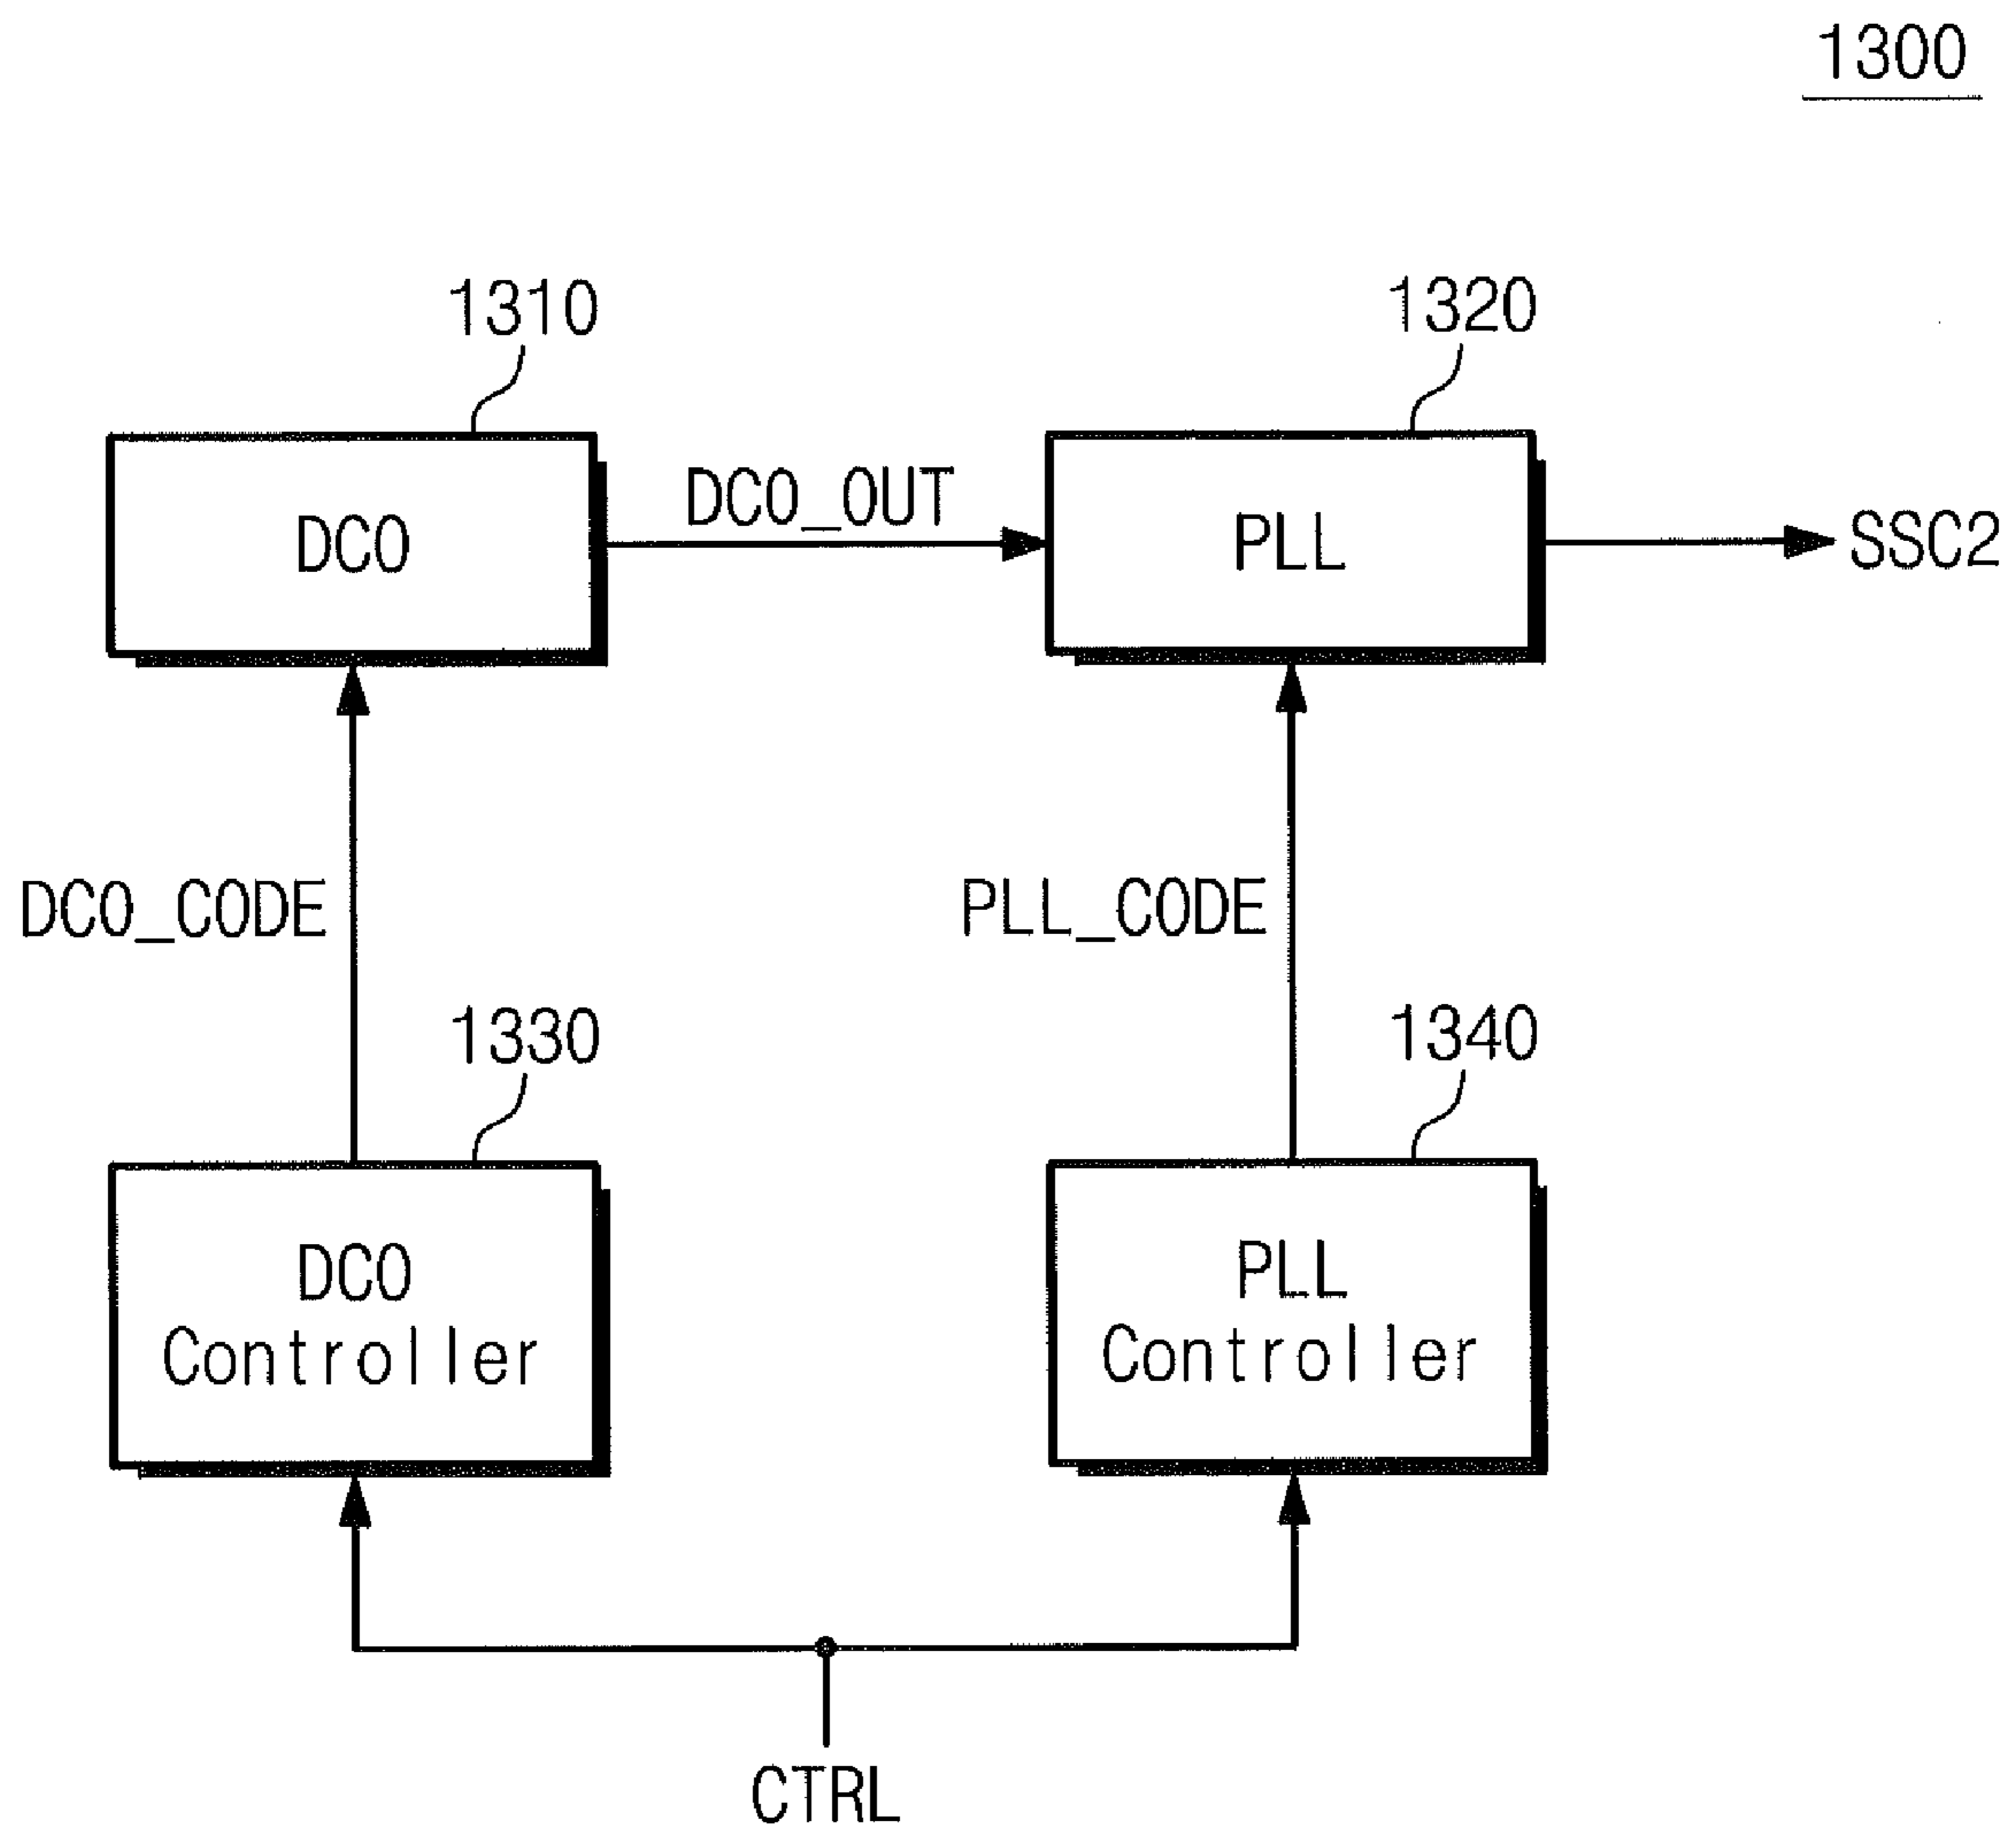 1300
1310
1320
DCO
DCO_OUT
PLL
SSC2
DCO_CODE
PLL_CODE
1330
1340
DCO
Controller
PLL
Controller
CTRL